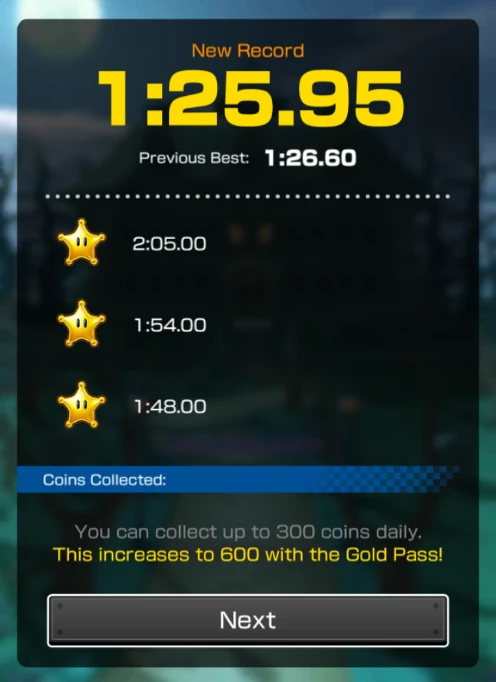 New Record
1:25.95
Previous Best: 1:26.60
2:05.00
1:54.00
1:48.00
Coins Collected:
You can collect up to 300 coins daily.
This increases to 600 with the Gold Pass!
Next